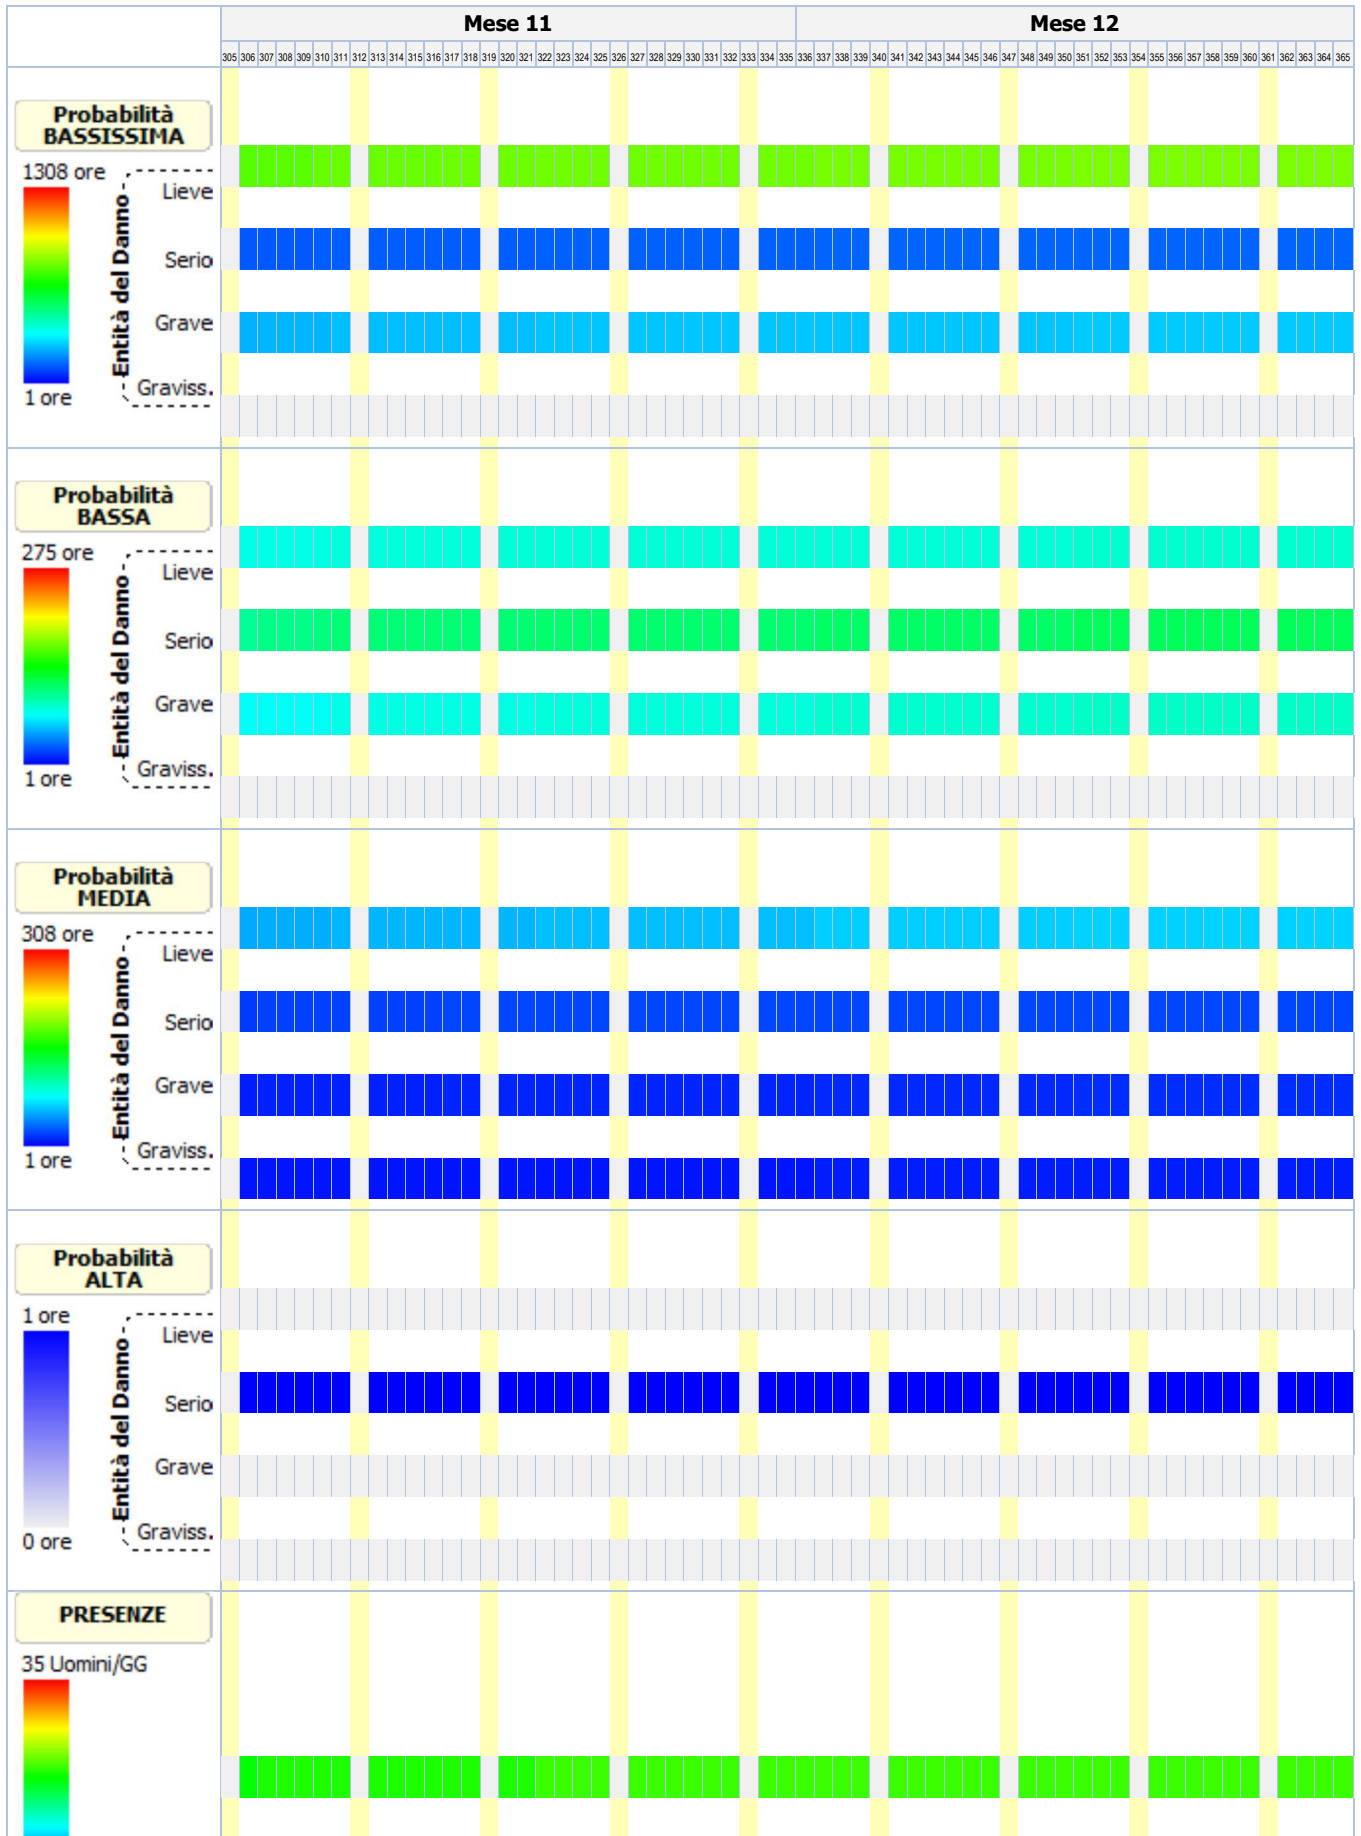 Mese 11 Mese 12
305 306 307 308 309 310 311 312 313 314 315 316 317 318 319 320 321 322 323 324 325 326 327 328 329 330 331 332 333 334 335 336 337 338 339 340 341 342 343 344 345 346 347 348 349 350 351 352 353 354 355 356 357 358 359 360 361 362 363 364 365
Probabilità
BASSISSIMA
1308 ore
Lieve
Serio
Grave
Graviss.
Entità del Danno
1 ore
Probabilità
BASSA
275 ore
Lieve
Serio
Grave
Graviss.
Entità del Danno
1 ore
Probabilità
MEDIA
308 ore
Lieve
Serio
Grave
Graviss.
Entità del Danno
1 ore
Probabilità
ALTA
1 ore
Lieve
Serio
Grave
Graviss.
Entità del Danno
0 ore
PRESENZE
35 Uomini/GG